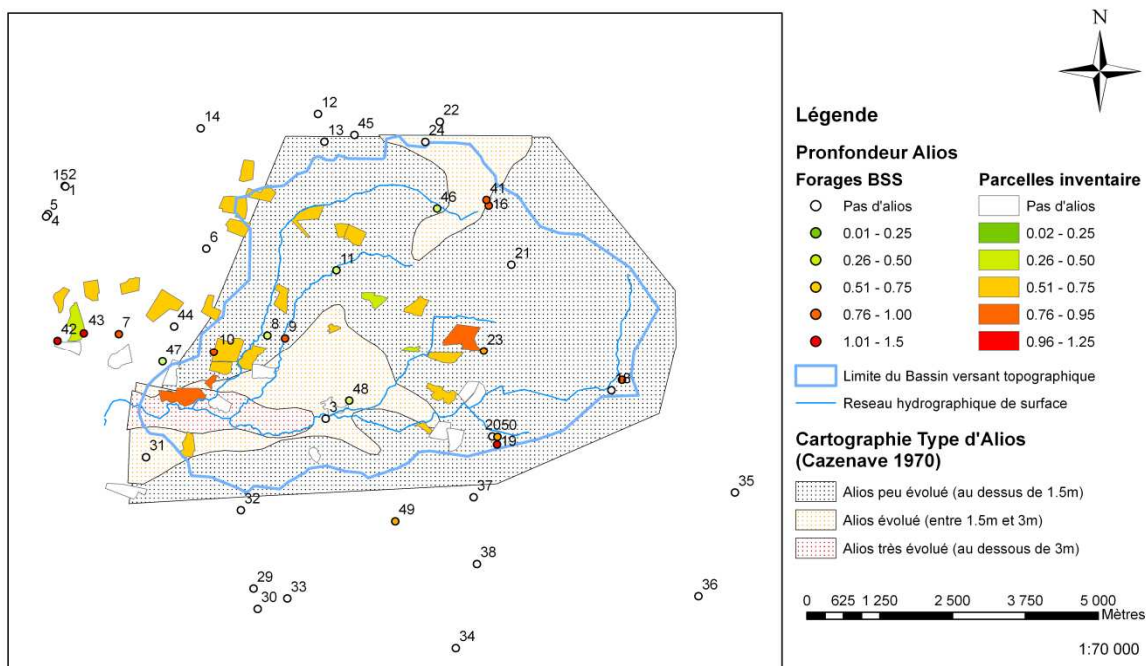 N
12
14
13
45
22
24
152
1
5
4
41
46
16
6
21
11
44
7
43
42
8
9
10
47
23
8
48
3
2050
19
31
32
37
35
49
38
29
33
30
36
34
Légende
Pronfondeur Alios
Forages BSS
Pas d'alios
0.01 - 0.25
0.26 - 0.50
0.51 - 0.75
0.76 - 1.00
1.01 - 1.5
Parcelles inventaire
Pas d'alios
0.02 - 0.25
0.26 - 0.50
0.51 - 0.75
0.76 - 0.95
0.96 - 1.25
Limite du Bassin versant topographique
Reseau hydrographique de surface
Cartographie Type d'Alios
(Cazenave 1970)
Alios peu évolué (au dessus de 1.5m)
Alios évolué (entre 1.5m et 3m)
Alios très évolué (au dessous de 3m)
0 625 1 250 2 500 3 750 5 000
Mètres
1:70 000